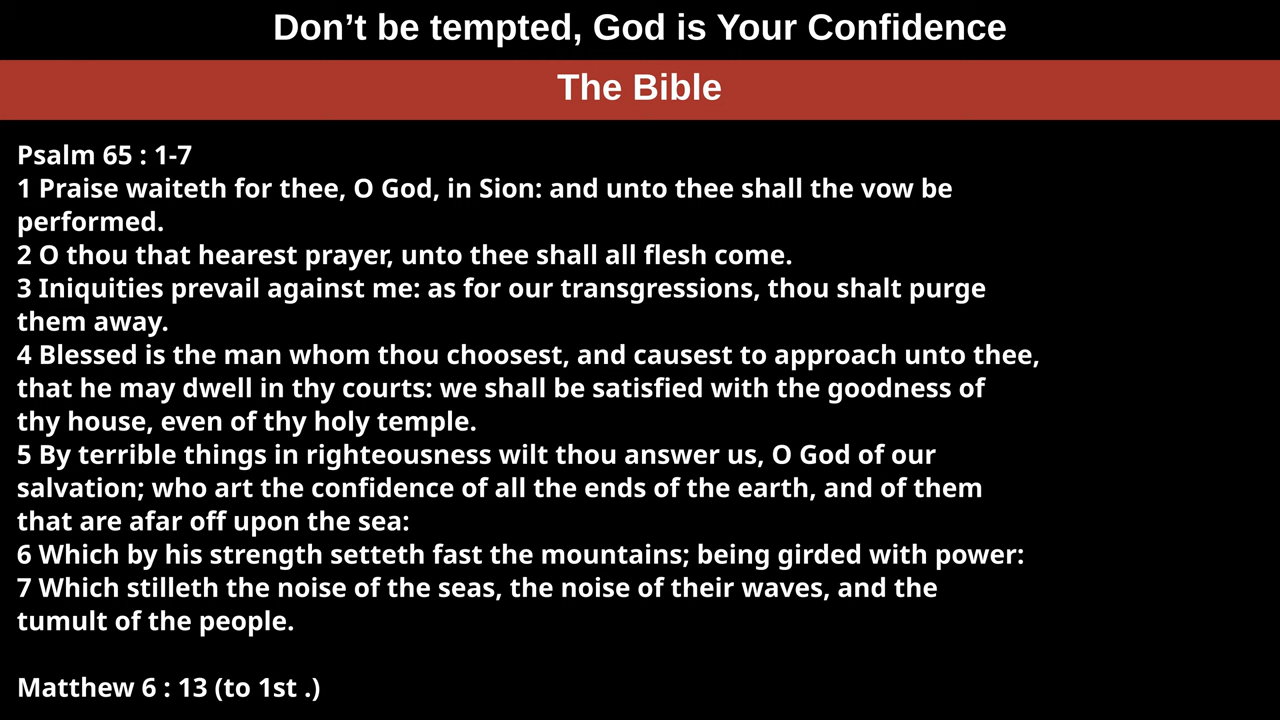 Don’t be tempted, God is Your Confidence
The Bible
Psalm 65 : 1-7
1 Praise waiteth for thee, O God, in Sion: and unto thee shall the vow be
performed.
2 O thou that hearest prayer, unto thee shall all flesh come.
3 Iniquities prevail against me: as for our transgressions, thou shalt purge
them away.
4 Blessed is the man whom thou choosest, and causest to approach unto thee,
that he may dwell in thy courts: we shall be satisfied with the goodness of
thy house, even of thy holy temple.
5 By terrible things in righteousness wilt thou answer us, O God of our
salvation; who art the confidence of all the ends of the earth, and of them
that are afar off upon the sea:
6 Which by his strength setteth fast the mountains; being girded with power:
7 Which stilleth the noise of the seas, the noise of their waves, and the
tumult of the people.
Matthew 6 : 13 (to 1st .)